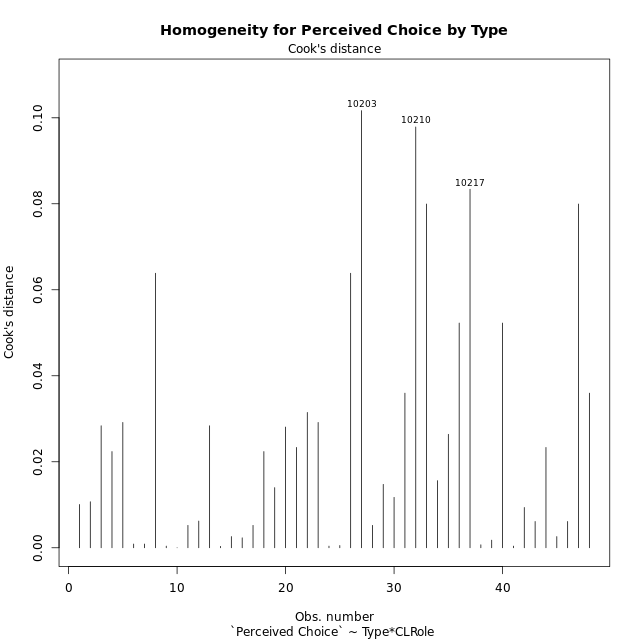 Homogeneity for Perceived Choice by Type
Cook's distance
10203
10210
10217
Cook's distance
0.10
0.08
0.06
0.04
0.02
0.00
0 10 20 30 40
Obs. number
`Perceived Choice` ~ Type*CLRole